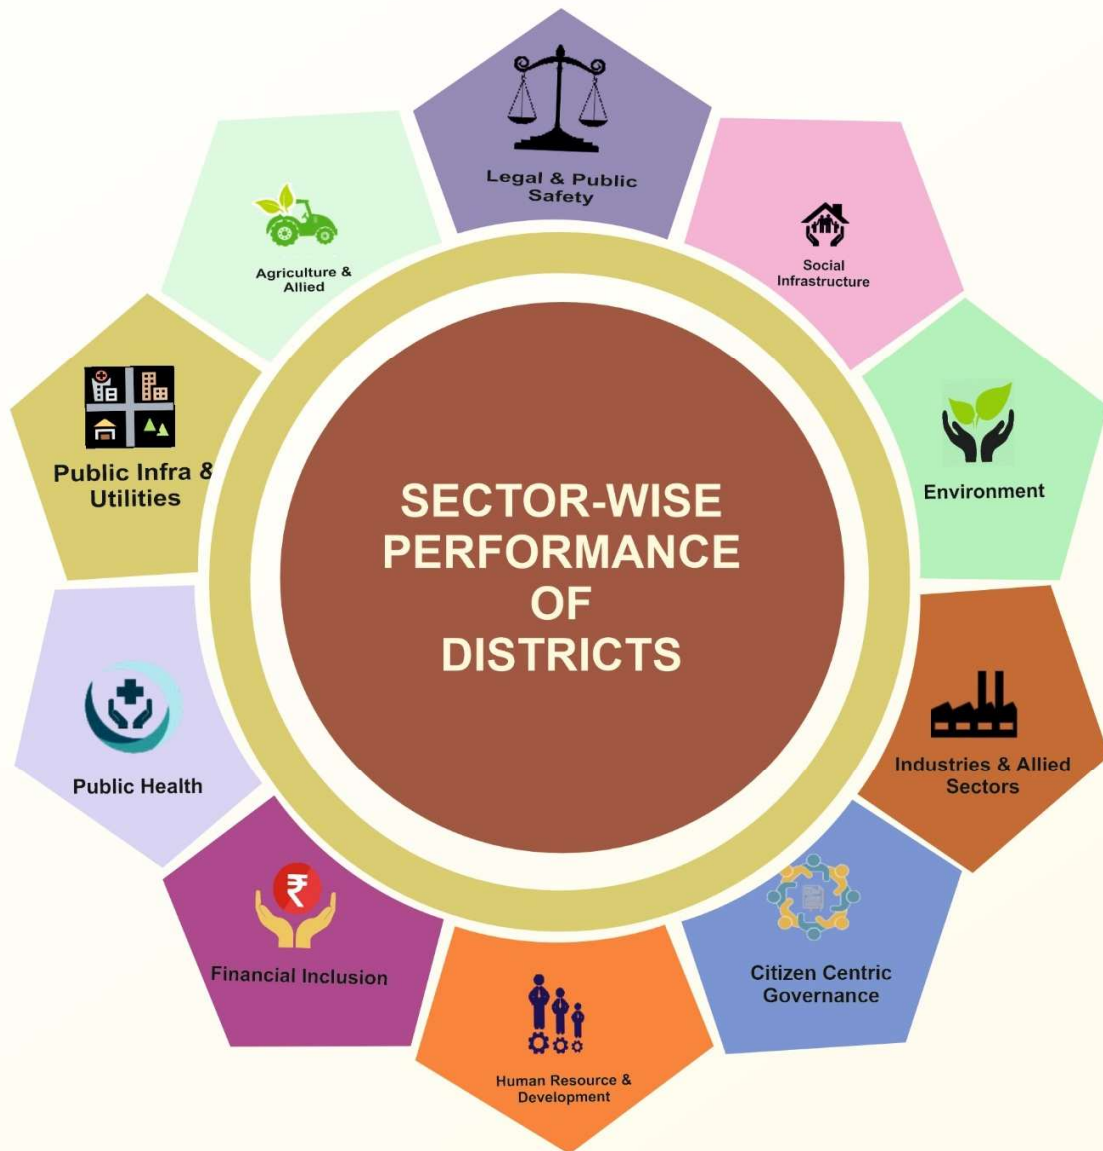 Legal & Public
Safety
Social
Infrastructure
Environment
Industries & Allied
Sectors
Citizen Centric
Governance
Human Resource &
Development
Financial Inclusion
₹
Public Health
Public Infra &
Utilities
Agriculture &
Allied
SECTOR-WISE
PERFORMANCE
OF
DISTRICTS